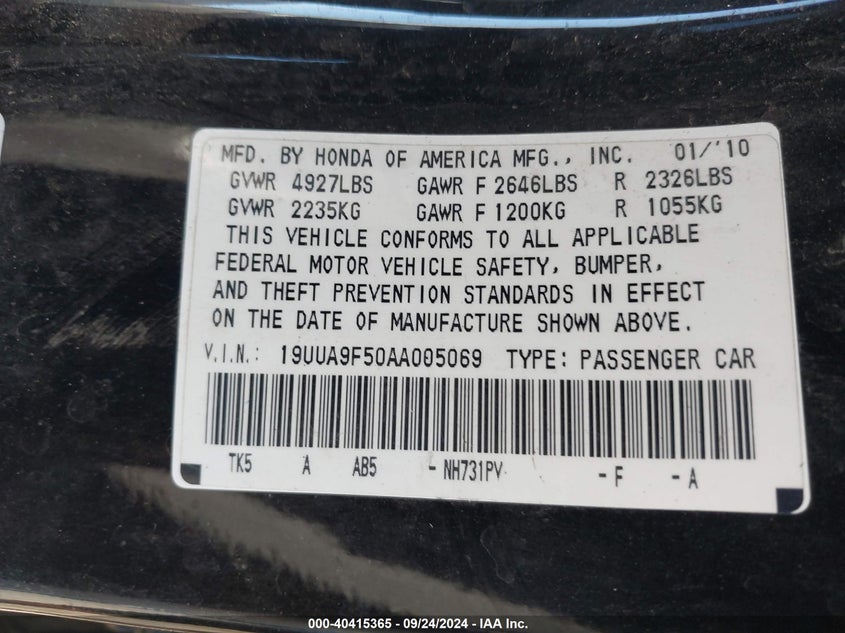 MFD. BY HONDA OF AMERICA MFG., INC. 01/'10
GVWR 4927LBS GAWR F 2646LBS R 2326LBS
GVWR 2235KG GAWR F 1200KG R 1055KG
THIS VEHICLE CONFORMS TO ALL APPLICABLE
FEDERAL MOTOR VEHICLE SAFETY, BUMPER,
AND THEFT PREVENTION STANDARDS IN EFFECT
ON THE DATE OF MANUFACTURE SHOWN ABOVE.
V.I.N.: 19UUA9F50AA005069 TYPE: PASSENGER CAR
TK5 A AB5 -NH731PV -F -A
000-40415365 - 09/24/2024 - IAA Inc.